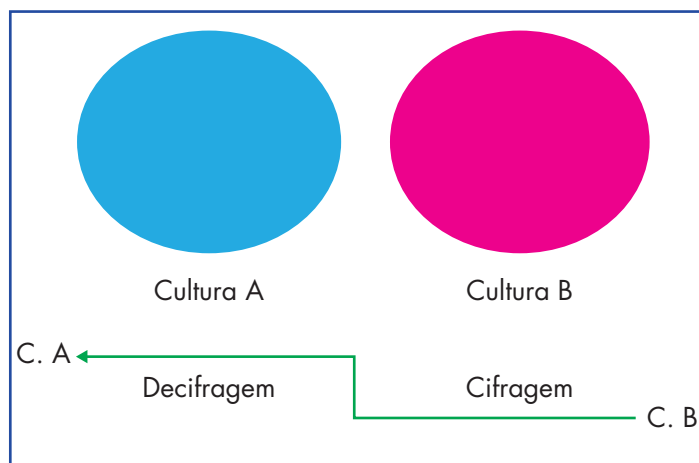 Cultura A
Cultura B
C. A
Decifragem
Cifragem
C. B